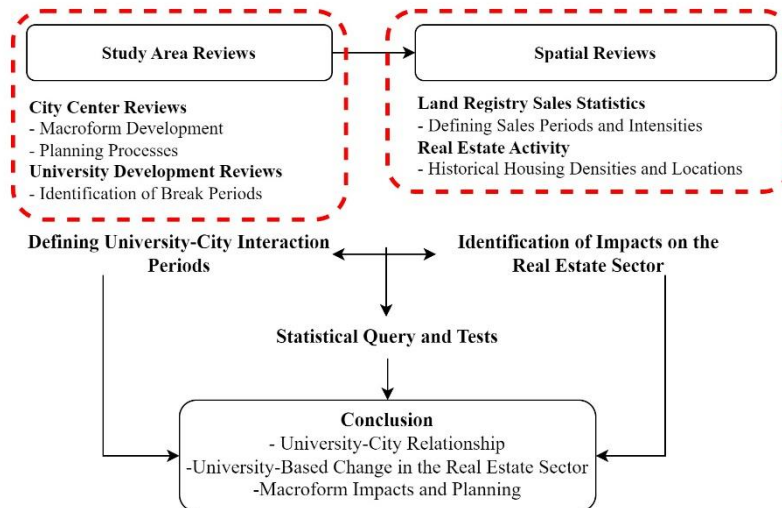 Study Area Reviews
City Center Reviews
- Macroform Development
- Planning Processes
University Development Reviews
- Identification of Break Periods
Spatial Reviews
Land Registry Sales Statistics
- Defining Sales Periods and Intensities
Real Estate Activity
- Historical Housing Densities and Locations
Defining University-City Interaction
Periods
Identification of Impacts on the
Real Estate Sector
Statistical Query and Tests
Conclusion
- University-City Relationship
-University-Based Change in the Real Estate Sector
-Macroform Impacts and Planning